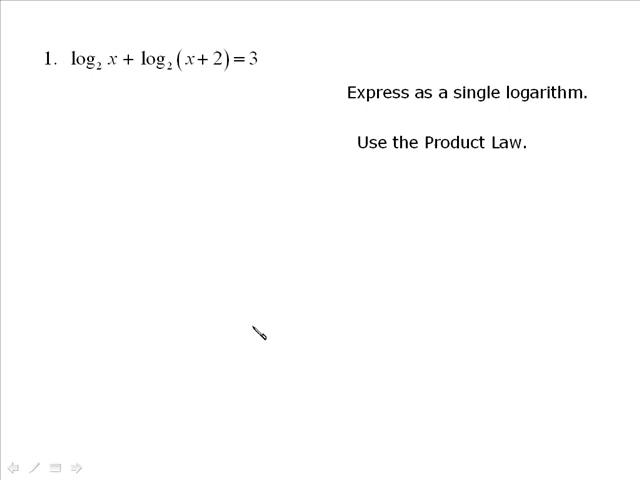 1. log₂ x + log₂ (x + 2) = 3
Express as a single logarithm.
Use the Product Law.